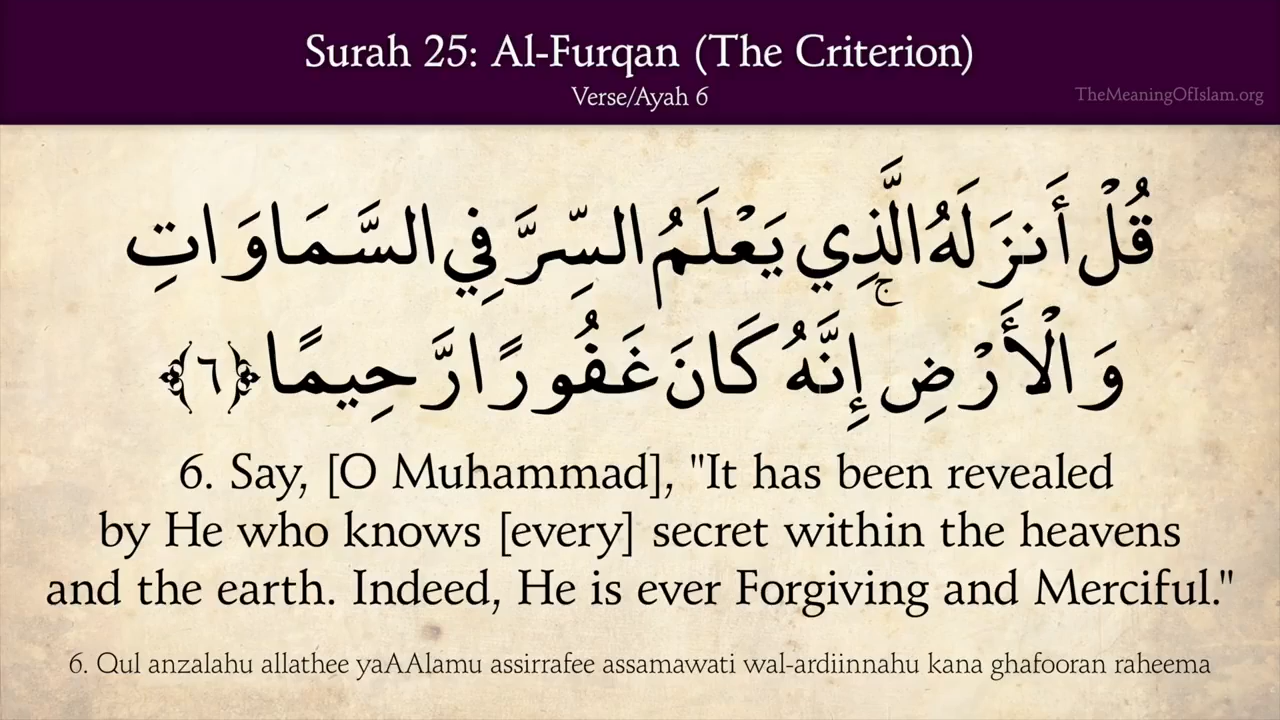 Surah 25: Al-Furqan (The Criterion)
Verse/Ayah 6
TheMeaningOfIslam.org
قُلْ أَنزَلَهُ الَّذِي يَعْلَمُ السِّرَّ فِي السَّمَاوَاتِ
وَالْأَرْضِ ۚ إِنَّهُ كَانَ غَفُورًا رَّحِيمًا ﴿٦﴾
6. Say, [O Muhammad], "It has been revealed
by He who knows [every] secret within the heavens
and the earth. Indeed, He is ever Forgiving and Merciful."
6. Qul anzalahu allathee yaAAlamu assirrafee assamawati wal-ardiinnahu kana ghafooran raheema